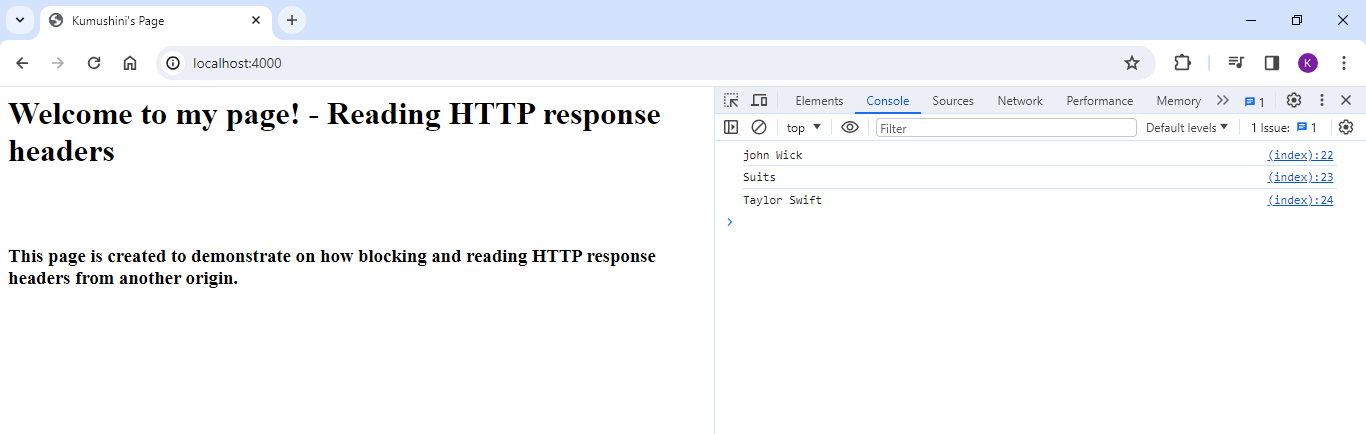 Kumushini's Page
localhost:4000
K
Welcome to my page! - Reading HTTP response
headers
This page is created to demonstrate on how blocking and reading HTTP response
headers from another origin.
Elements Console Sources Network Performance Memory 1
top Filter Default levels 1 Issue: 1
john Wick (index):22
Suits (index):23
Taylor Swift (index):24